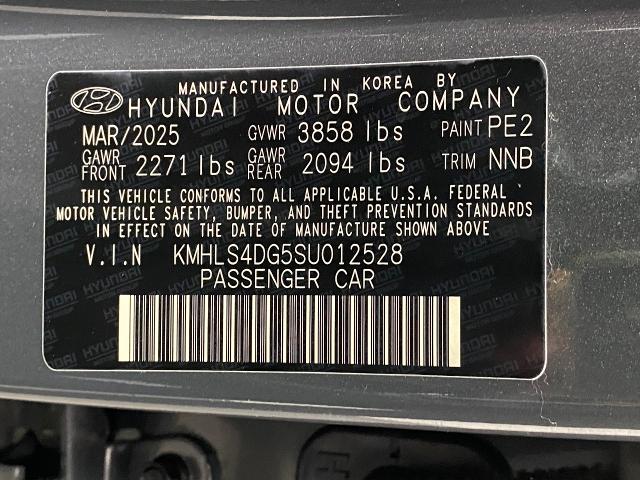 MANUFACTURED IN KOREA BY
HYUNDAI MOTOR COMPANY
MAR/2025 GVWR 3858 lbs PAINT PE2
GAWR FRONT 2271 lbs GAWR REAR 2094 lbs TRIM NNB
THIS VEHICLE CONFORMS TO ALL APPLICABLE U.S.A. FEDERAL
MOTOR VEHICLE SAFETY, BUMPER, AND THEFT PREVENTION STANDARDS
IN EFFECT ON THE DATE OF MANUFACTURE SHOWN ABOVE
V.I.N KMHLS4DG5SU012528
PASSENGER CAR